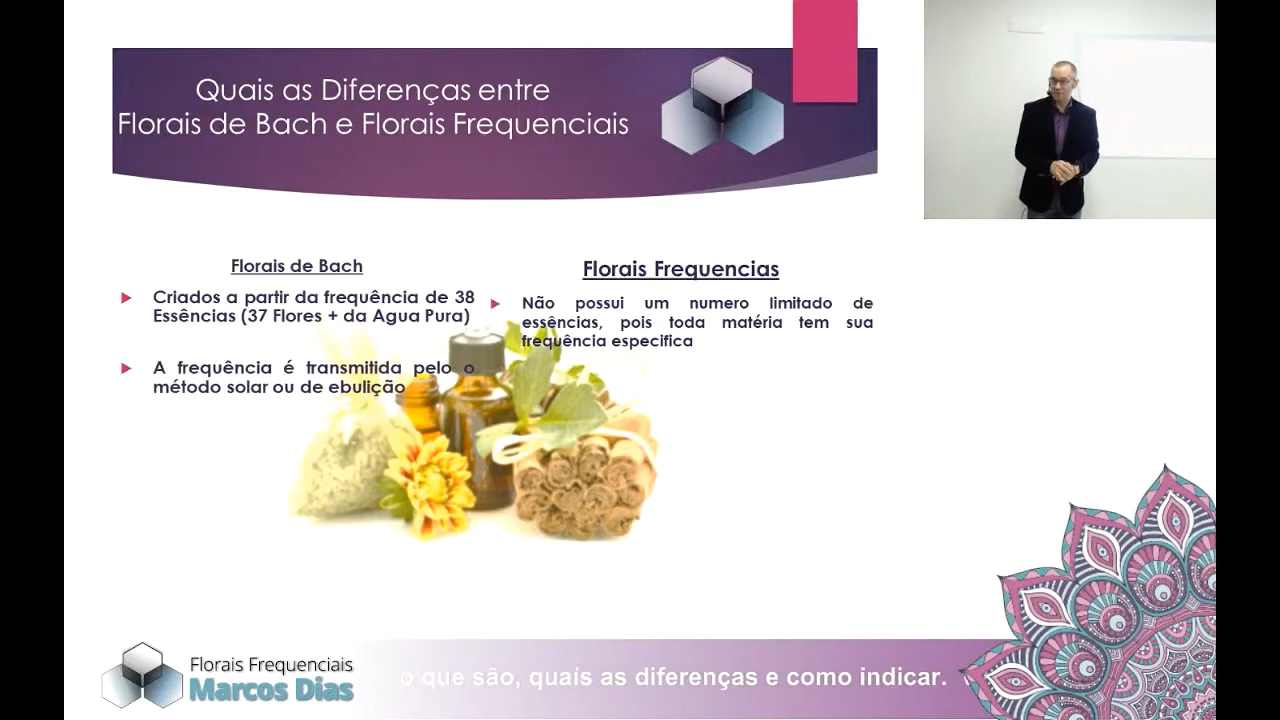 Quais as Diferenças entre
Florais de Bach e Florais Frequenciais
Florais de Bach
Criados a partir da frequência de 38
Essências (37 Flores + da Agua Pura)
A frequência é transmitida pelo o
método solar ou de ebulição
Florais Frequencias
Não possui um numero limitado de
essências, pois toda matéria tem sua
frequência especifica
Florais Frequenciais
Marcos Dias
o que são, quais as diferenças e como indicar.